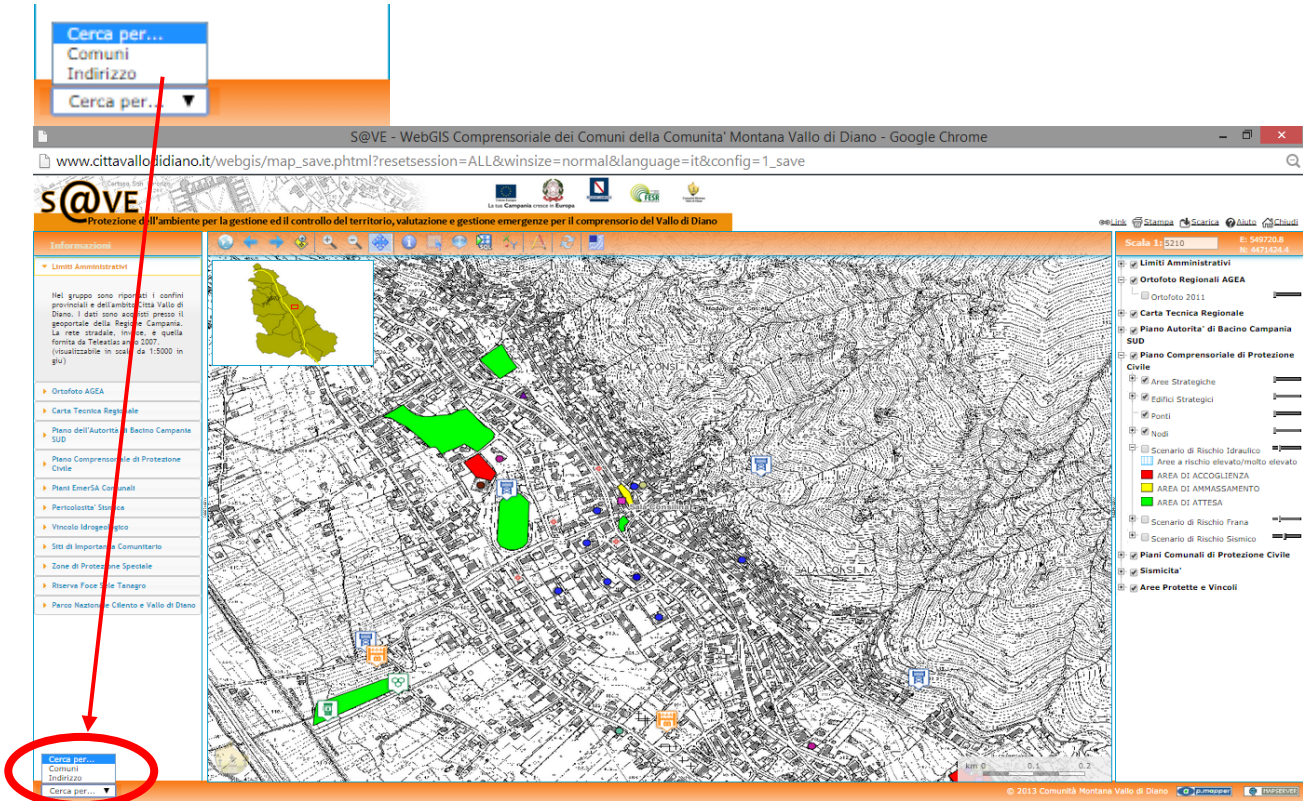 Cerca per...
Comuni
Indirizzo
Cerca per... ▼
S@VE - WebGIS Comprensoriale dei Comuni della Comunita' Montana Vallo di Diano - Google Chrome
www.cittavallodidiano.it/webgis/map_save.phtml?resetsession=ALL&winsize=normal&language=it&config=1_save
S@VE
La tua Campania cresce in Europa
FESR
Protezione dell'ambiente per la gestione ed il controllo del territorio, valutazione e gestione emergenze per il comprensorio del Vallo di Diano
Link Stampa Scarica Aiuto Chiudi
Informazioni
Scala 1: 5210
E: 549720.8
N: 4471424.4
Limiti Amministrativi
Nel gruppo sono riportati i confini
provinciali e dell'ambito Città Vallo di
Diano. I dati sono acquisti presso il
geoportale della Regione Campania.
La rete stradale, invece, è quella
fornita da Teleatlas anno 2007.
(visualizzabile in scala da 1:5000 in
giu')
Ortofoto AGEA
Carta Tecnica Regionale
Piano dell'Autorità di Bacino Campania
SUD
Piano Comprensoriale di Protezione
Civile
Piani EmerSA Comunali
Pericolosita' Sismica
Vincolo Idrogeologico
Siti di Importanza Comunitario
Zone di Protezione Speciale
Riserva Foce Sele Tanagro
Parco Nazionale Cilento e Vallo di Diano
Limiti Amministrativi
Ortofoto Regionali AGEA
Ortofoto 2011
Carta Tecnica Regionale
Piano Autorita' di Bacino Campania
SUD
Piano Comprensoriale di Protezione
Civile
Aree Strategiche
Edifici Strategici
Ponti
Nodi
Scenario di Rischio Idraulico
Aree a rischio elevato/molto elevato
AREA DI ACCOGLIENZA
AREA DI AMMASSAMENTO
AREA DI ATTESA
Scenario di Rischio Frana
Scenario di Rischio Sismico
Piani Comunali di Protezione Civile
Sismicita'
Aree Protette e Vincoli
km 0 0.1 0.2
Cerca per...
Comuni
Indirizzo
Cerca per... ▼
© 2013 Comunità Montana Vallo di Diano p.mapper MAPSERVER